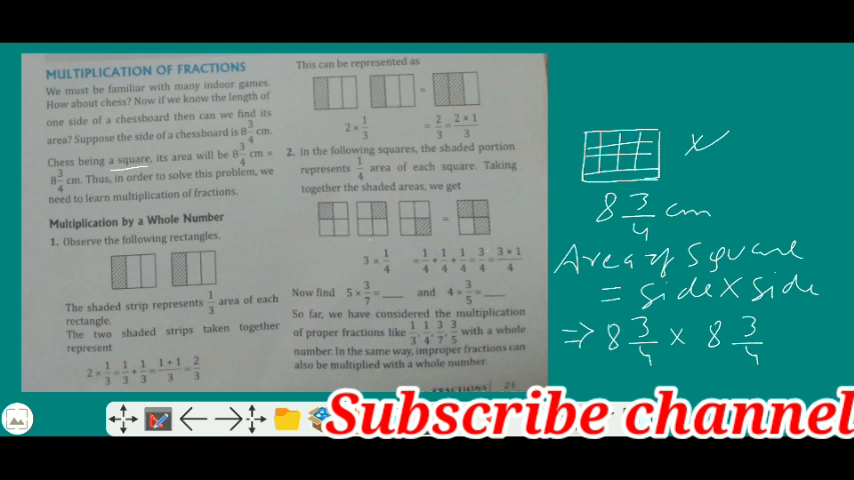 MULTIPLICATION OF FRACTIONS
We must be familiar with many indoor games.
How about chess? Now if we know the length of
one side of a chessboard then can we find its
area? Suppose the side of a chessboard is 8 3/4 cm.
Chess being a square, its area will be 8 3/4 cm ×
8 3/4 cm. Thus, in order to solve this problem, we
need to learn multiplication of fractions.
Multiplication by a Whole Number
1. Observe the following rectangles.
The shaded strip represents 1/3 area of each
rectangle.
The two shaded strips taken together
represent
2 × 1/3 = 1/3 + 1/3 = 1 + 1/3 = 2/3
This can be represented as
=
2 × 1/3 = 2/3 = 2 × 1/3
2. In the following squares, the shaded portion
represents 1/4 area of each square. Taking
together the shaded areas, we get
=
3 × 1/4 = 1/4 + 1/4 + 1/4 = 3/4 = 3 × 1/4
Now find 5 × 3/7 = ___ and 4 × 3/5 = ___
So far, we have considered the multiplication
of proper fractions like 1/3, 1/4, 3/7, 3/5 with a whole
number. In the same way, improper fractions can
also be multiplied with a whole number.
FRACTIONS 21
8 3/4 cm
Area of Square
= side × side
⇒ 8 3/4 × 8 3/4
Subscribe channel